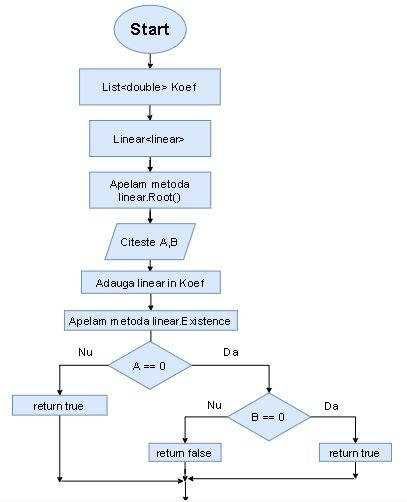 Start
List<double> Koef
Linear<linear>
Apelam metoda
linear.Root()
Citeste A,B
Adauga linear in Koef
Apelam metoda linear.Existence
Nu
Da
A == 0
return true
Nu
Da
B == 0
return false
return true